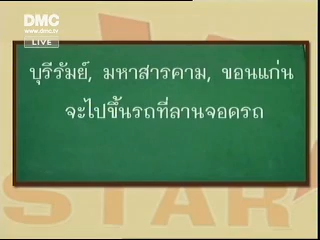 DMC
www.dmc.tv
LIVE
บุรีรัมย์, มหาสารคาม, ขอนแก่น
จะไปขึ้นรถที่ลานจอดรถ
STAR